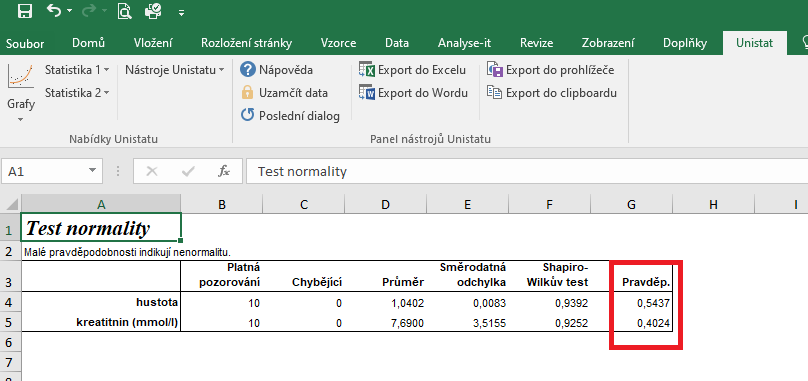 Soubor Domů Vložení Rozložení stránky Vzorce Data Analyse-it Revize Zobrazení Doplňky Unistat
Grafy Statistika 1 Nástroje Unistatu Nápověda Export do Excelu Export do prohlížeče
Statistika 2 Uzamčít data Export do Wordu Export do clipboardu
Poslední dialog
Nabídky Unistatu Panel nástrojů Unistatu
A1 fx Test normality
A B C D E F G H I
1 Test normality
2 Malé pravděpodobnosti indikují nenormalitu.
Platná Směrodatná Shapiro-
3 pozorování Chybějící Průměr odchylka Wilkův test Pravděp.
4 hustota 10 0 1,0402 0,0083 0,9392 0,5437
5 kreatitnin (mmol/l) 10 0 7,6900 3,5155 0,9252 0,4024
6
7
8